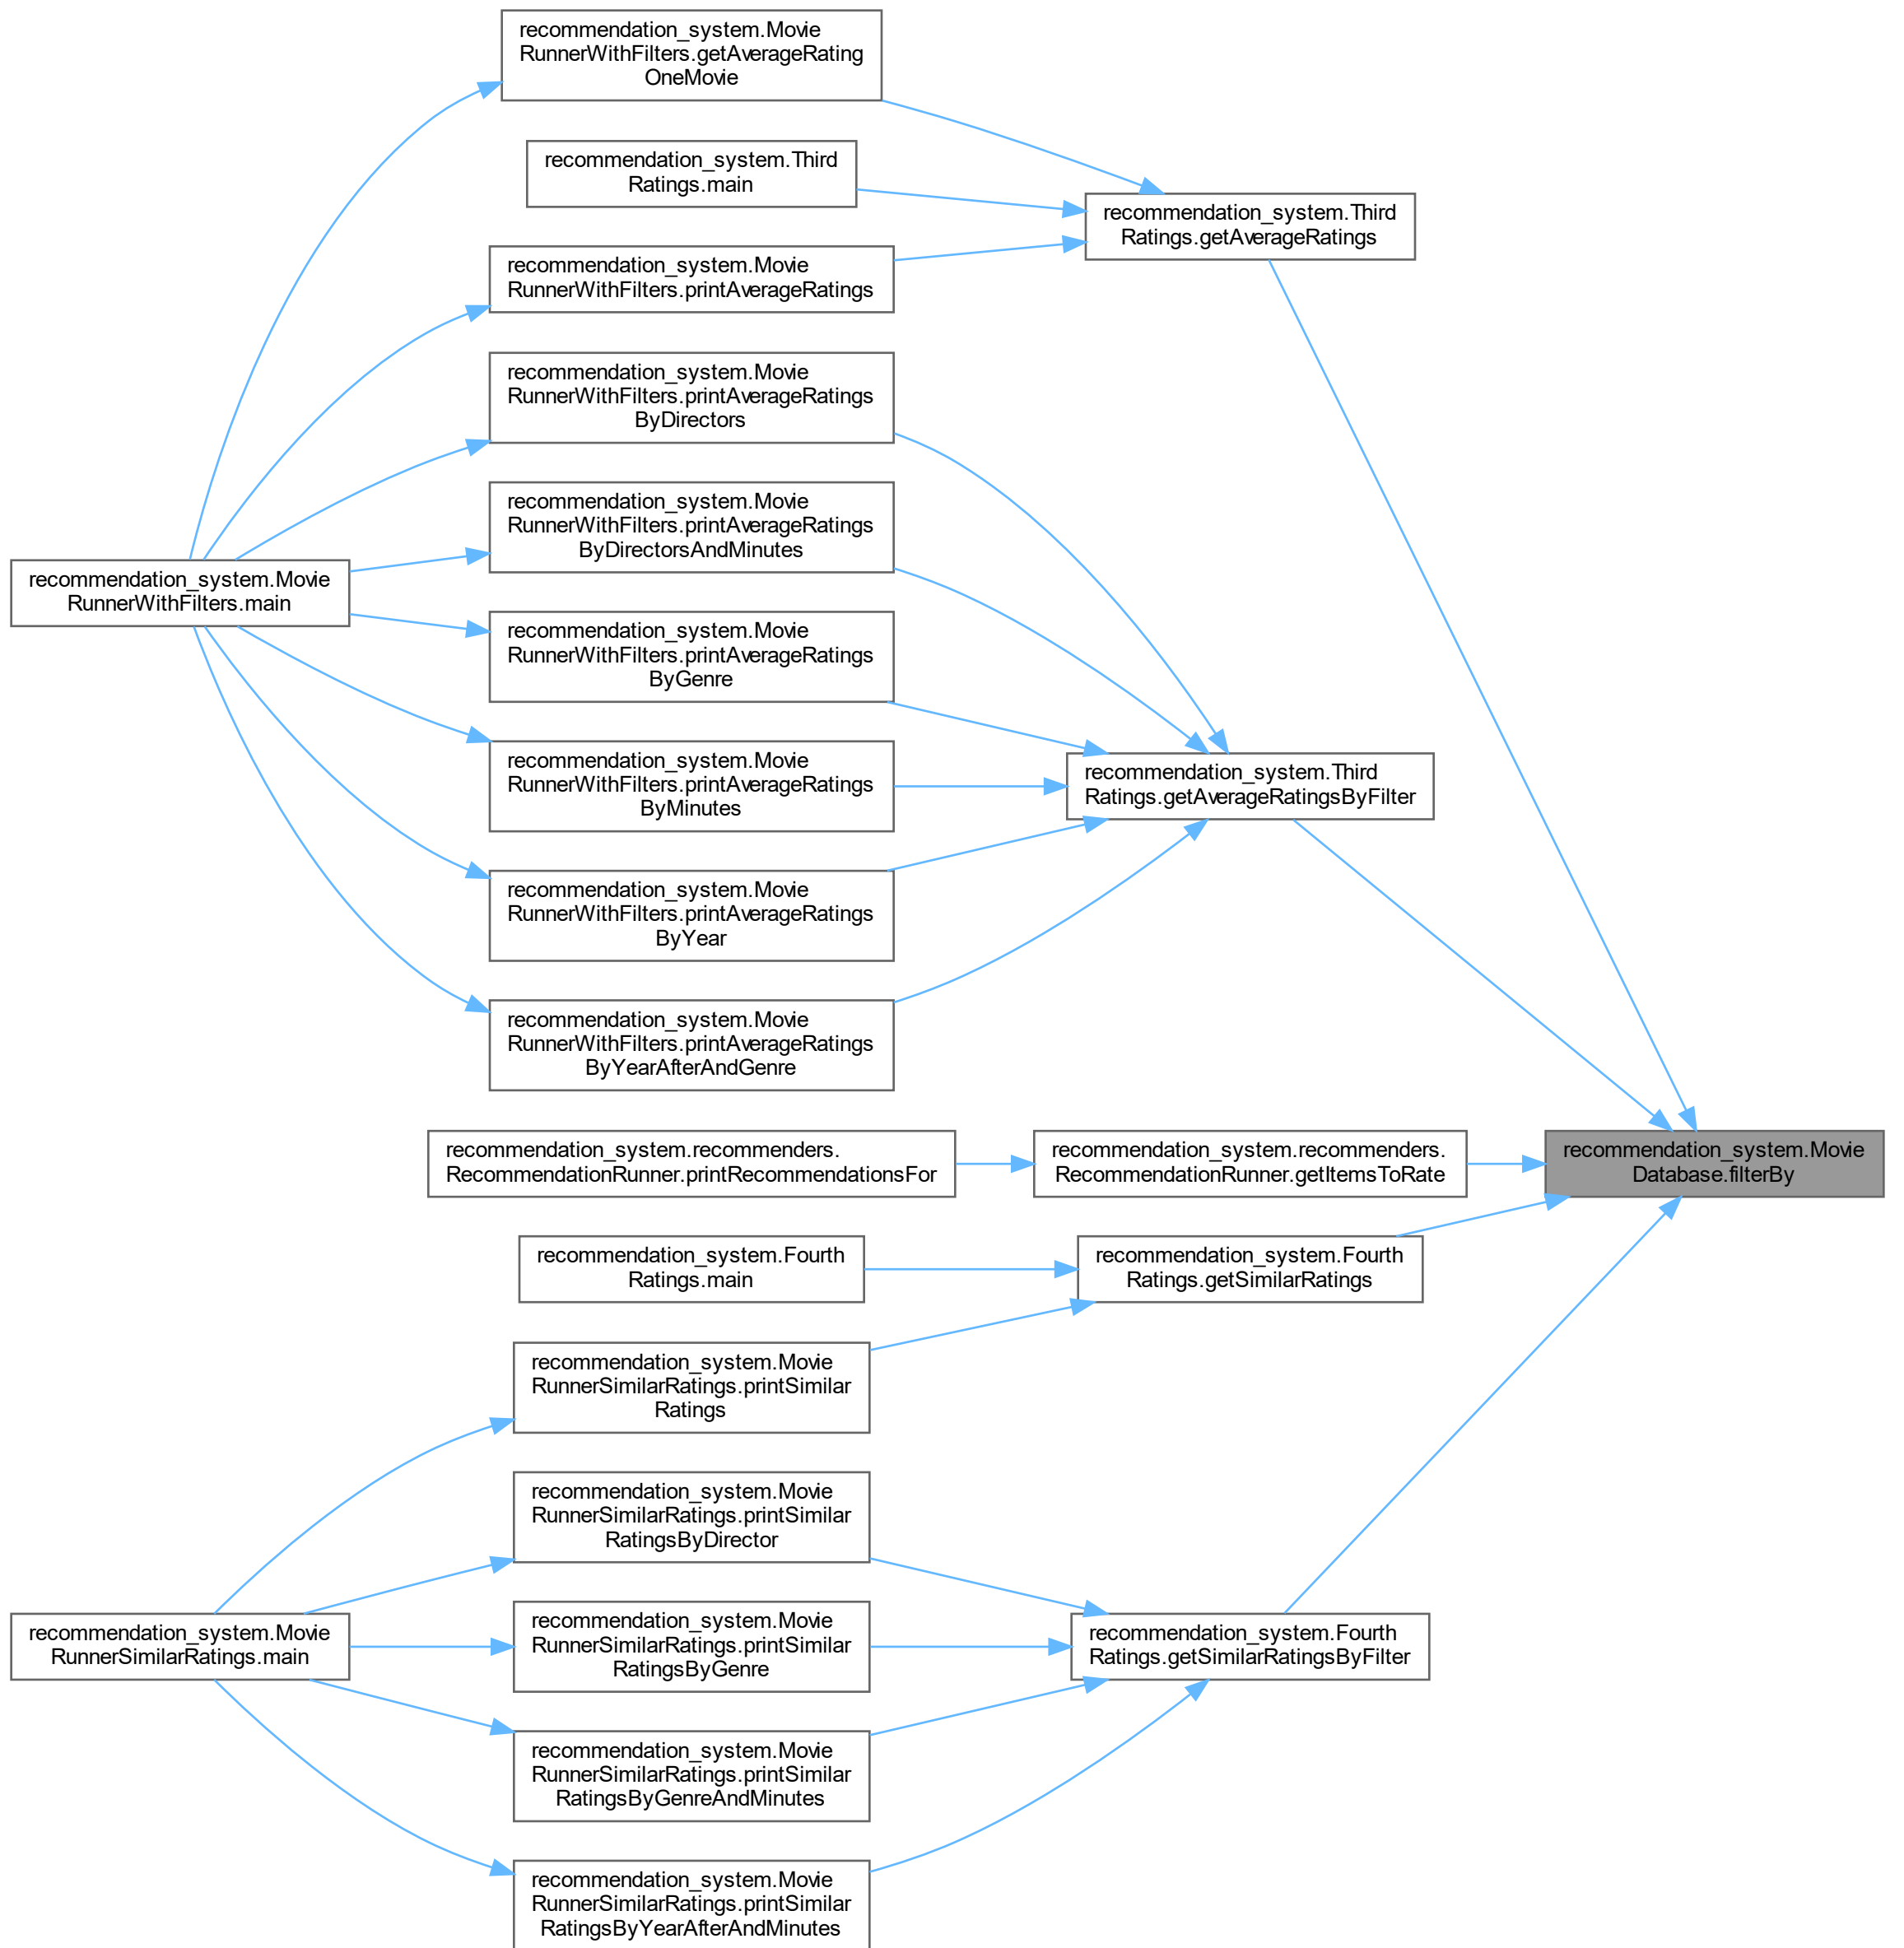 recommendation_system.Movie
RunnerWithFilters.getAverageRating
OneMovie
recommendation_system.Third
Ratings.main
recommendation_system.Third
Ratings.getAverageRatings
recommendation_system.Movie
RunnerWithFilters.printAverageRatings
recommendation_system.Movie
RunnerWithFilters.printAverageRatings
ByDirectors
recommendation_system.Movie
RunnerWithFilters.printAverageRatings
ByDirectorsAndMinutes
recommendation_system.Movie
RunnerWithFilters.main
recommendation_system.Movie
RunnerWithFilters.printAverageRatings
ByGenre
recommendation_system.Movie
RunnerWithFilters.printAverageRatings
ByMinutes
recommendation_system.Third
Ratings.getAverageRatingsByFilter
recommendation_system.Movie
RunnerWithFilters.printAverageRatings
ByYear
recommendation_system.Movie
RunnerWithFilters.printAverageRatings
ByYearAfterAndGenre
recommendation_system.recommenders.
RecommendationRunner.printRecommendationsFor
recommendation_system.recommenders.
RecommendationRunner.getItemsToRate
recommendation_system.Movie
Database.filterBy
recommendation_system.Fourth
Ratings.main
recommendation_system.Fourth
Ratings.getSimilarRatings
recommendation_system.Movie
RunnerSimilarRatings.printSimilar
Ratings
recommendation_system.Movie
RunnerSimilarRatings.printSimilar
RatingsByDirector
recommendation_system.Movie
RunnerSimilarRatings.main
recommendation_system.Movie
RunnerSimilarRatings.printSimilar
RatingsByGenre
recommendation_system.Fourth
Ratings.getSimilarRatingsByFilter
recommendation_system.Movie
RunnerSimilarRatings.printSimilar
RatingsByGenreAndMinutes
recommendation_system.Movie
RunnerSimilarRatings.printSimilar
RatingsByYearAfterAndMinutes